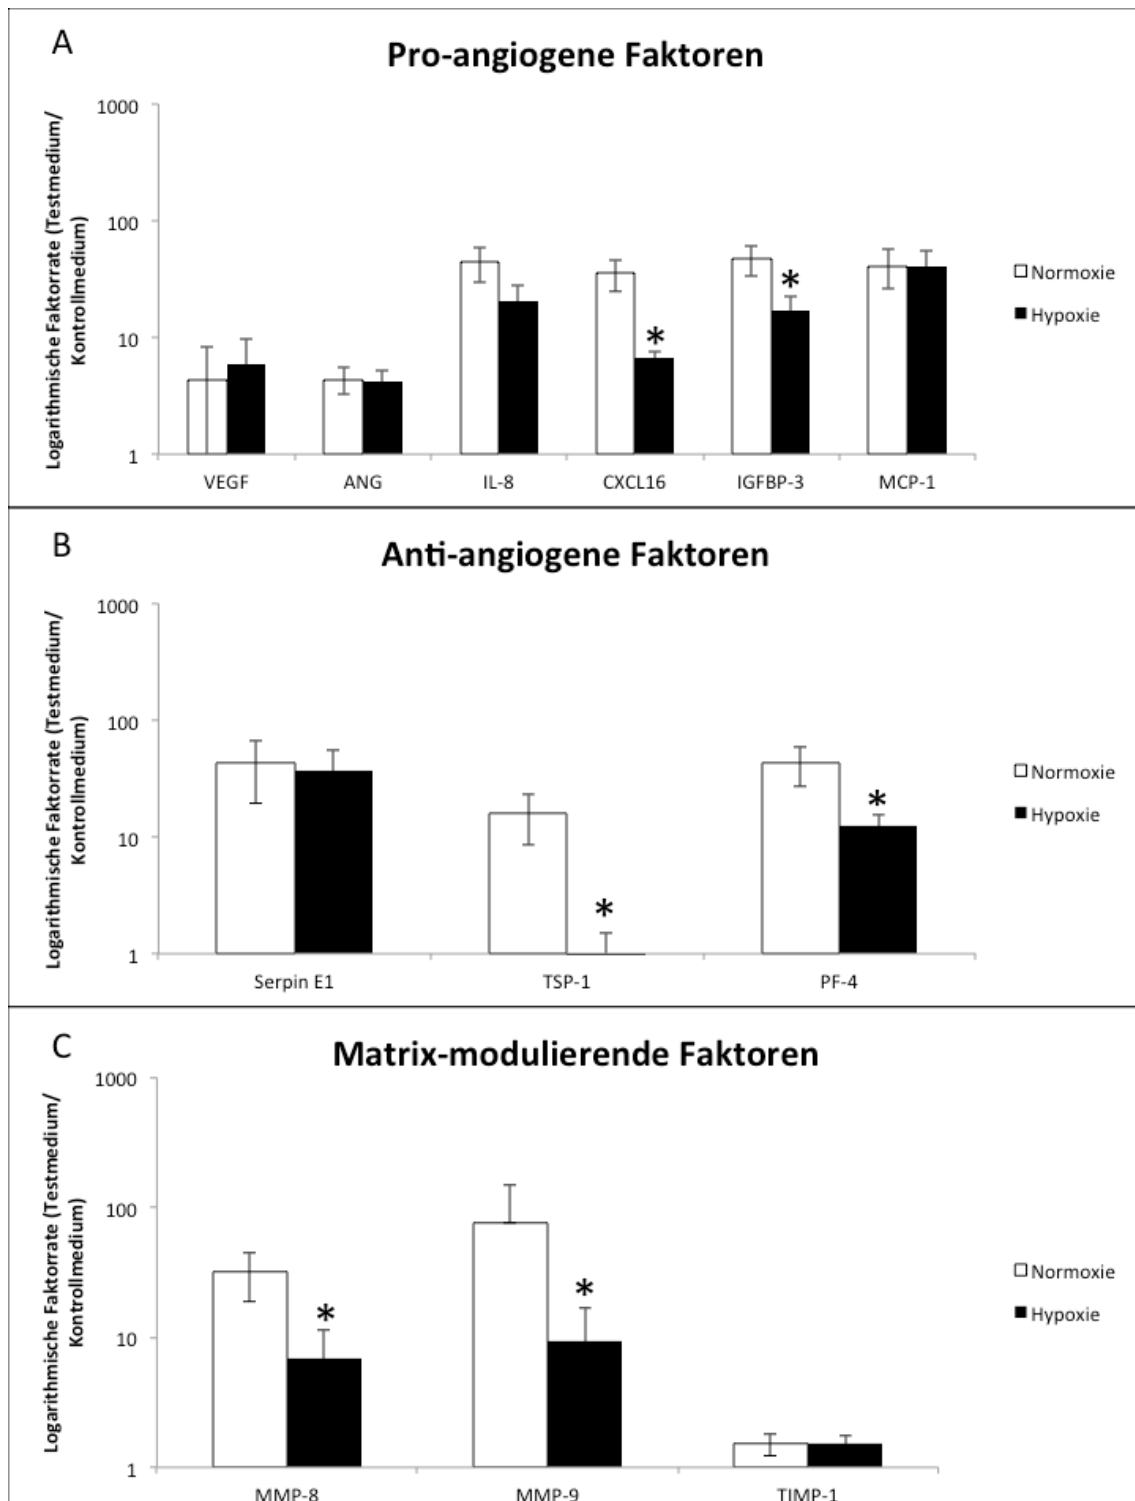 A
Pro-angiogene Faktoren
Logarithmische Faktorrate (Testmedium/
Kontrollmedium)
1000
100
10
1
VEGF
ANG
IL-8
CXCL16
IGFBP-3
MCP-1
*
*
Normoxie
Hypoxie
B
Anti-angiogene Faktoren
Logarithmische Faktorrate (Testmedium/
Kontrollmedium)
1000
100
10
1
Serpin E1
TSP-1
PF-4
*
*
Normoxie
Hypoxie
C
Matrix-modulierende Faktoren
Logarithmische Faktorrate (Testmedium/
Kontrollmedium)
1000
100
10
1
MMP-8
MMP-9
TIMP-1
*
*
Normoxie
Hypoxie